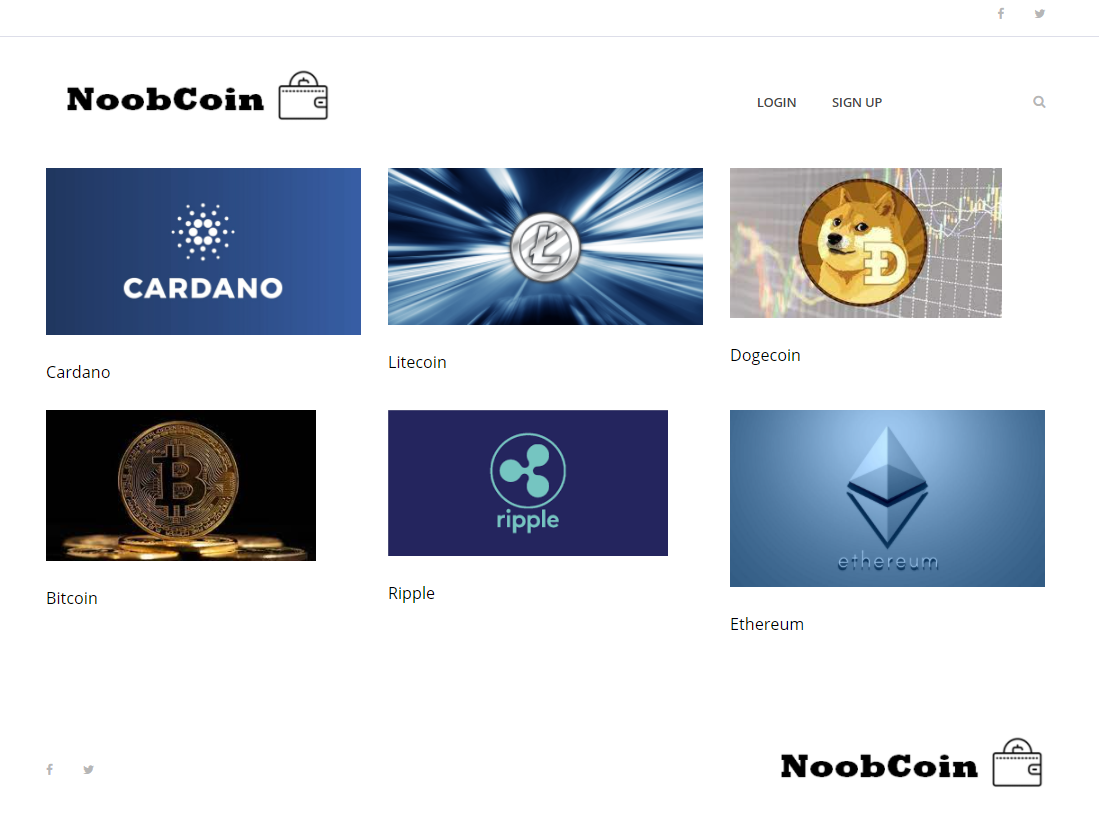 NoobCoin
LOGIN
SIGN UP
CARDANO
Cardano
Litecoin
Dogecoin
Bitcoin
ripple
Ripple
ethereum
Ethereum
NoobCoin